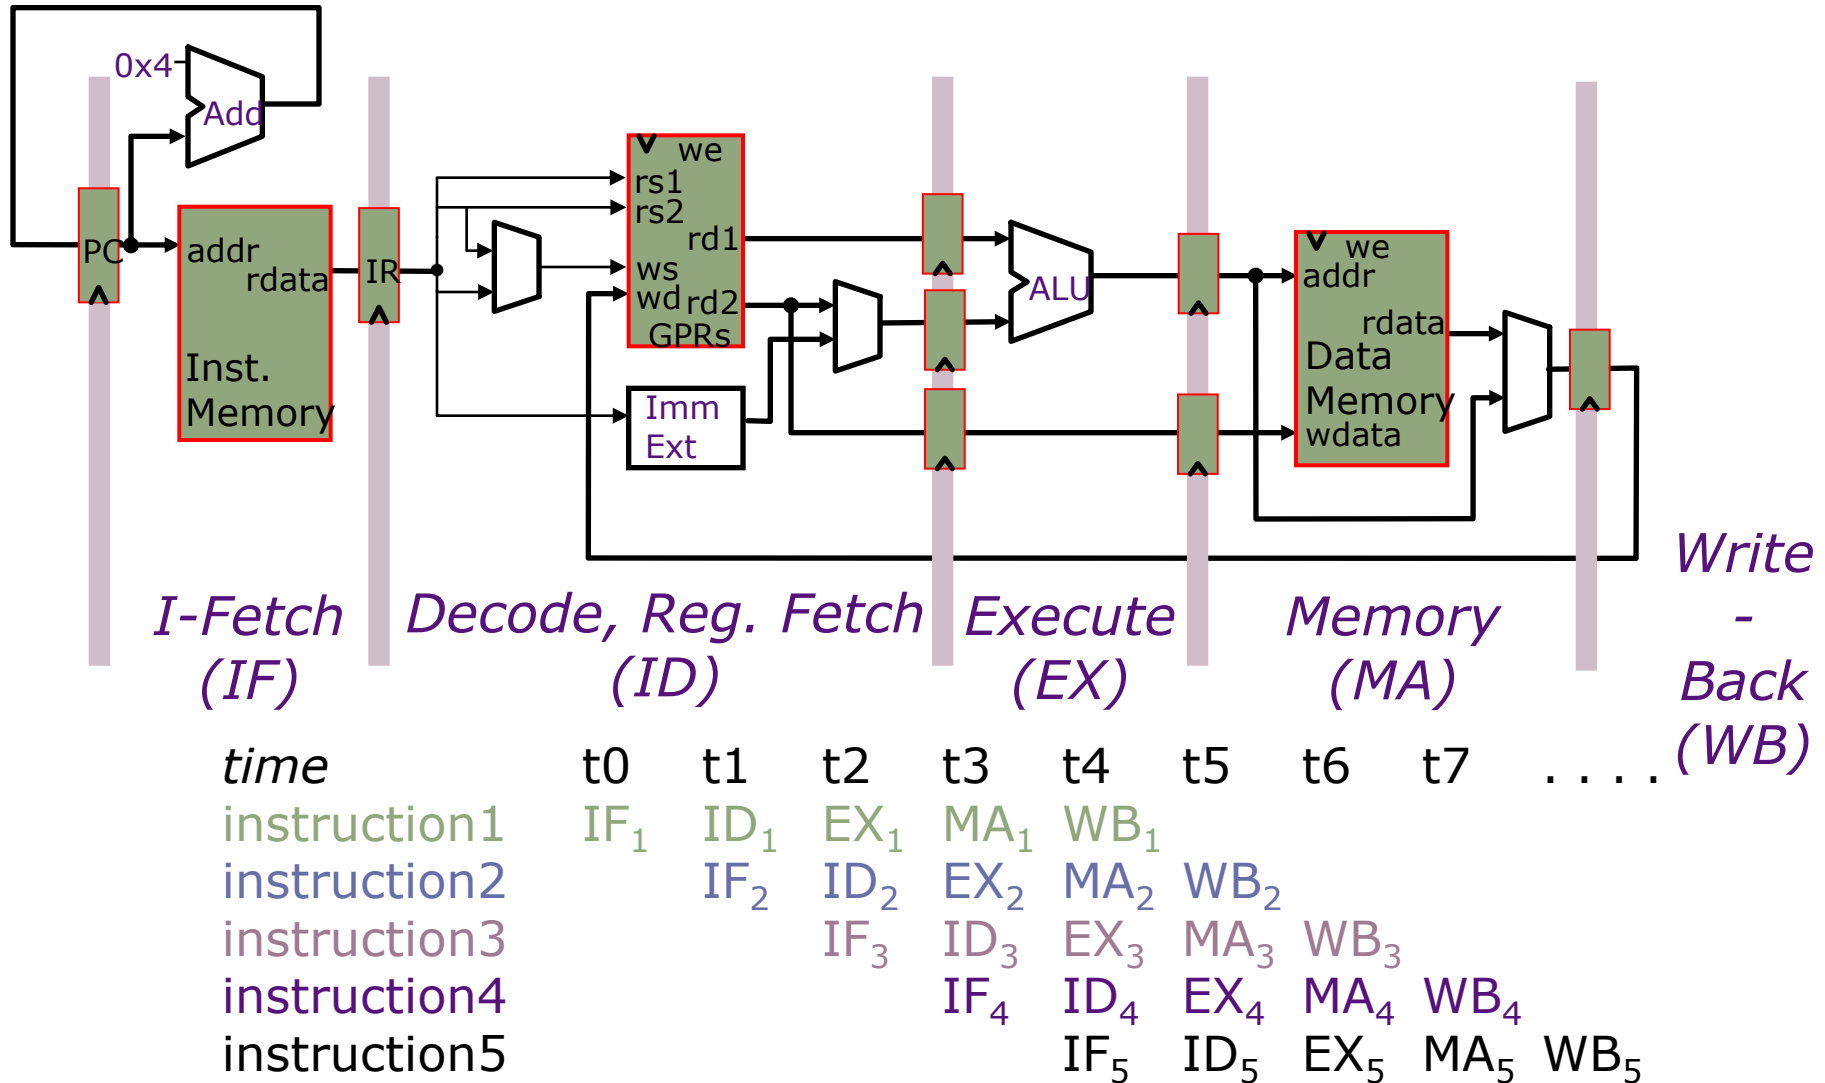 0x4
Add
PC
addr
rdata
Inst.
Memory
IR
we
rs1
rs2
rd1
ws
wd rd2
GPRs
Imm
Ext
ALU
we
addr
rdata
Data
Memory
wdata
I-Fetch
(IF)
Decode, Reg. Fetch
(ID)
Execute
(EX)
Memory
(MA)
Write
-
Back
(WB)
time t0 t1 t2 t3 t4 t5 t6 t7 . . . .
instruction1 IF1 ID1 EX1 MA1 WB1
instruction2 IF2 ID2 EX2 MA2 WB2
instruction3 IF3 ID3 EX3 MA3 WB3
instruction4 IF4 ID4 EX4 MA4 WB4
instruction5 IF5 ID5 EX5 MA5 WB5